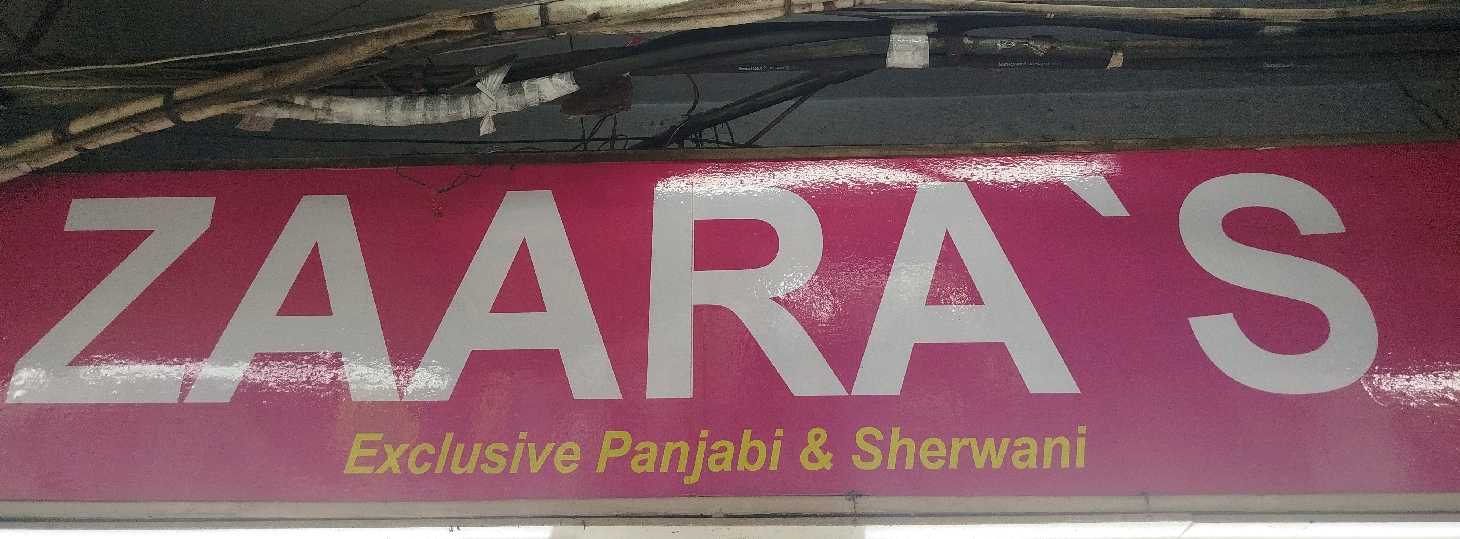 ZAARA`S
Exclusive Panjabi & Sherwani